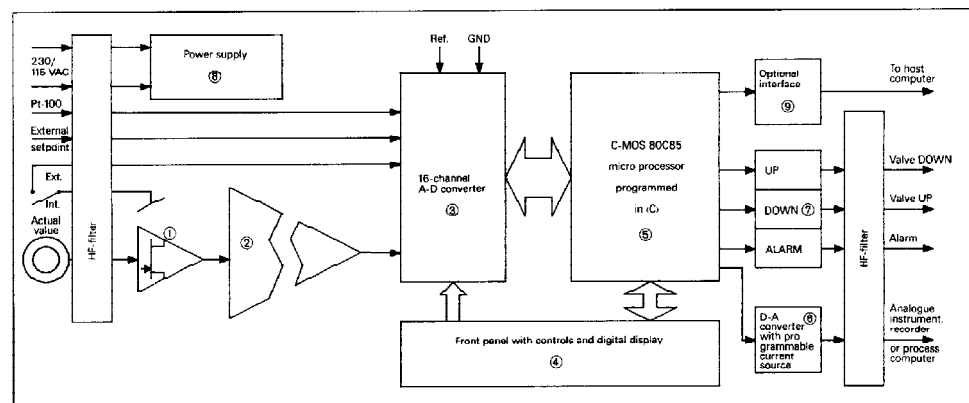 230/
115 VAC
Pt-100
External
setpoint
Ext.
Int.
Actual
value
HF-filter
Power supply
⑧
①
②
Ref.
GND
16-channel
A-D converter
③
Front panel with controls and digital display
④
C-MOS 80C85
micro processor
programmed
in ‹C›
⑤
Optional
interface
⑨
UP
DOWN ⑦
ALARM
D-A ⑥
converter
with pro
grammable
current
source
HF-filter
To host
computer
Valve DOWN
Valve UP
Alarm
Analogue
instrument,
recorder
or process
computer